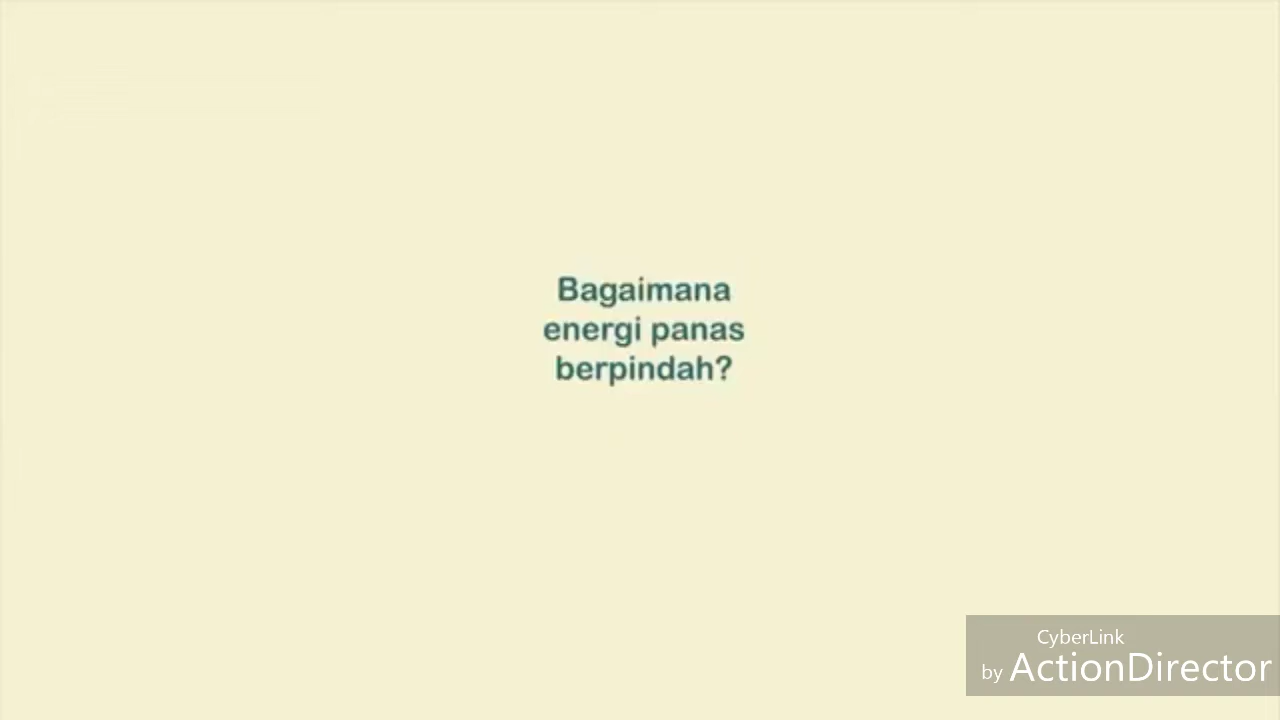 Bagaimana
energi panas
berpindah?
CyberLink
by ActionDirector